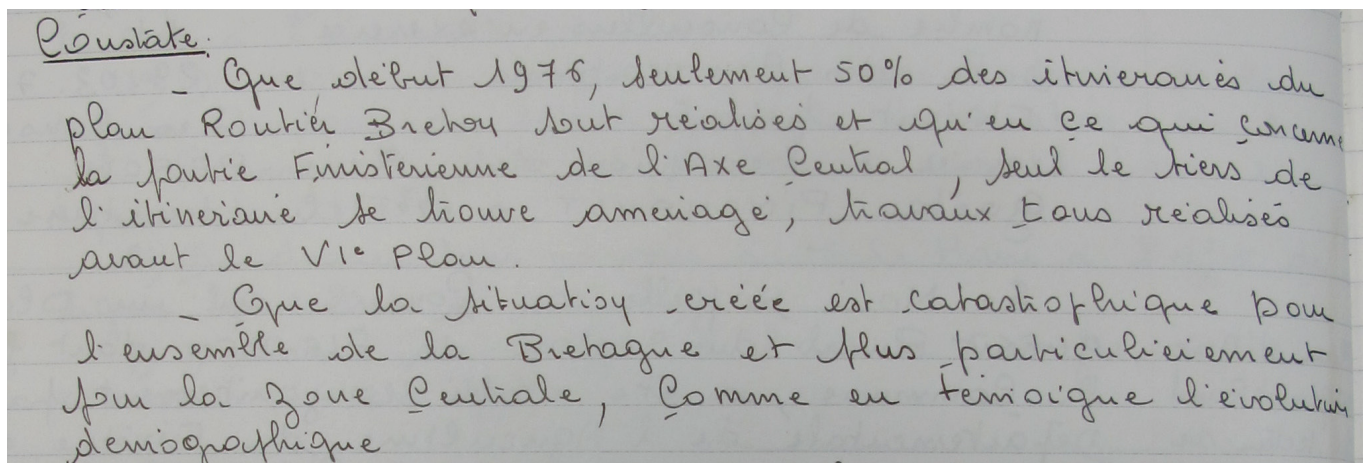 Constate.
- Que début 1976, seulement 50% des itinéraires du
plan Routier Breton sont réalisés et qu'en ce qui concerne
la partie Finistérienne de l'Axe Central, seul le tiers de
l'itinéraire se trouve aménagé, travaux tous réalisés
avant le VIe Plan.
- Que la situation créée est catastrophique pour
l'ensemble de la Bretagne et plus particulièrement
pour la zone Centrale, Comme en témoigne l'évolution
démographique